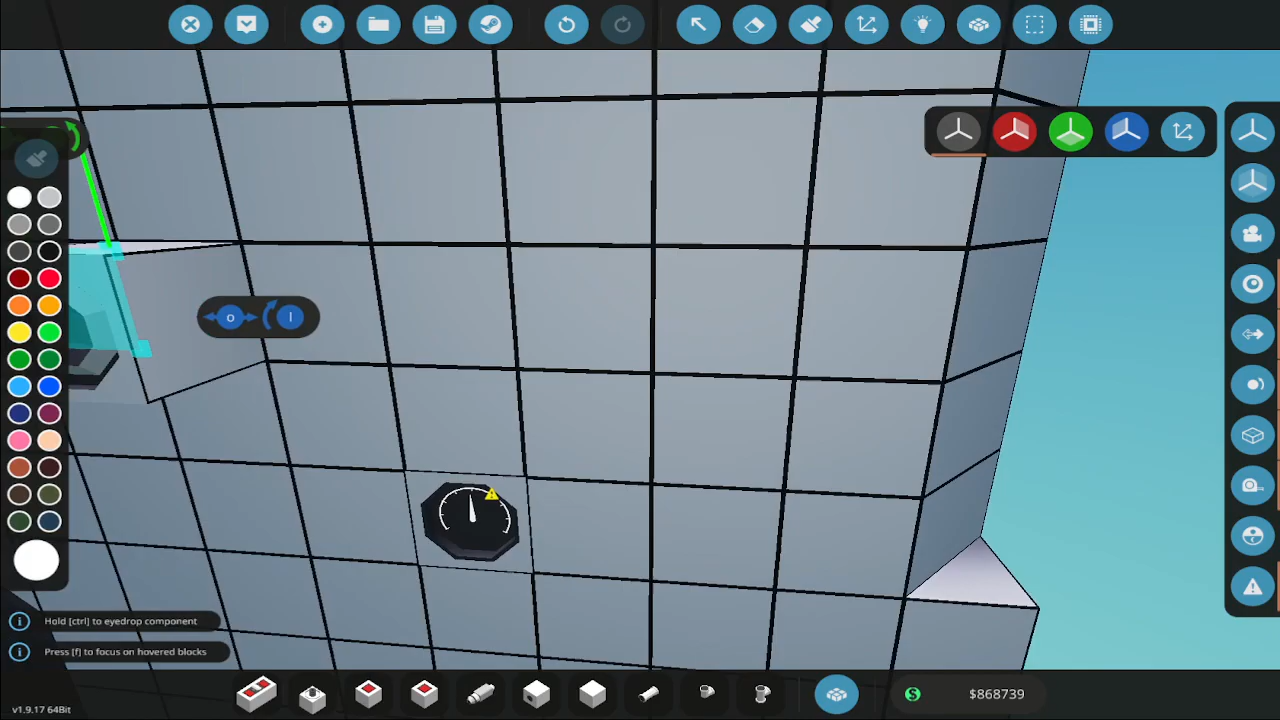 o
l
Hold [ctrl] to eyedrop component
Press [f] to focus on hovered blocks
$868739
v1.9.17 64Bit